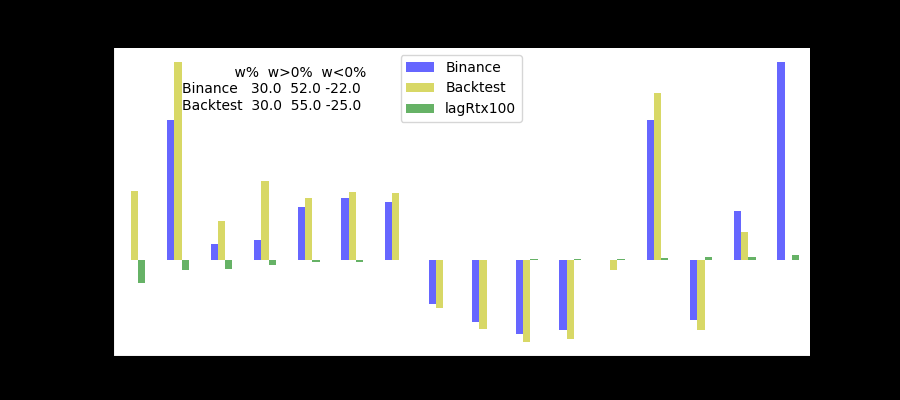 w%  w>0%  w<0%
Binance   30.0  52.0 -22.0
Backtest  30.0  55.0 -25.0
Binance
Backtest
lagRtx100